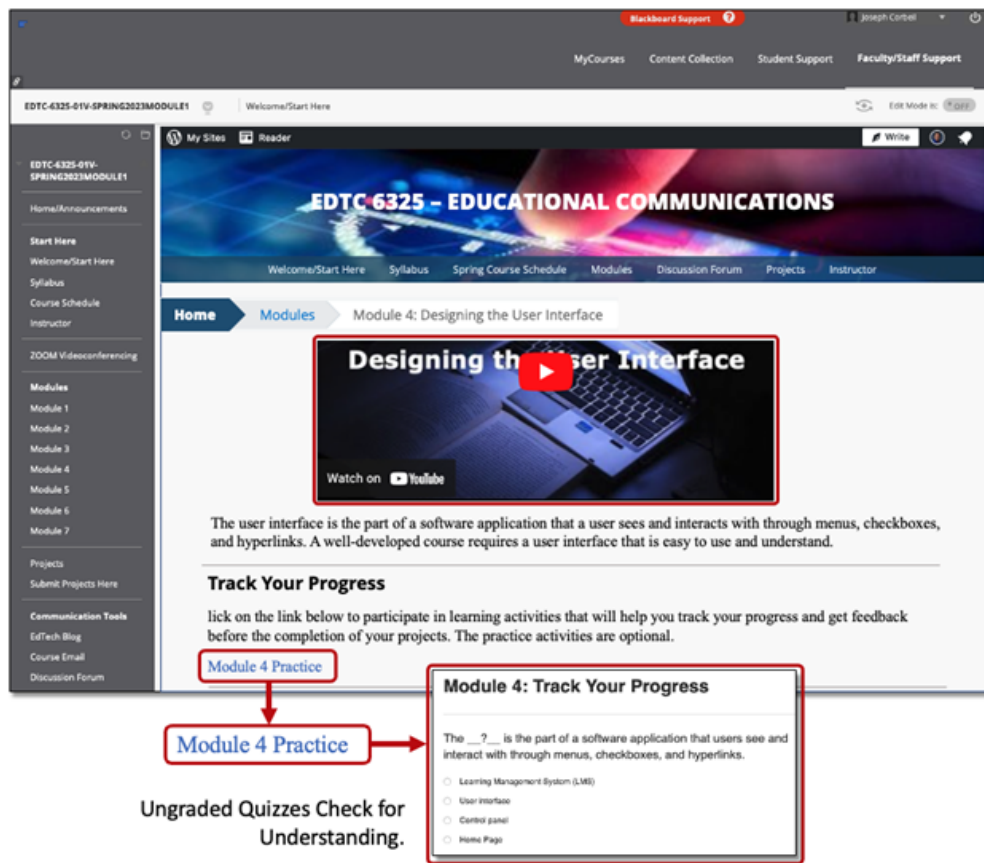 Blackboard Support ?
Joseph Corbeil
MyCourses Content Collection Student Support Faculty/Staff Support
EDTC-6325-01V-SPRING2023MODULE1 Welcome/Start Here Edit Mode is: OFF
EDTC-6325-01V-
SPRING2023MODULE1
Home/Announcements
Start Here
Welcome/Start Here
Syllabus
Course Schedule
Instructor
ZOOM Videoconferencing
Modules
Module 1
Module 2
Module 3
Module 4
Module 5
Module 6
Module 7
Projects
Submit Projects Here
Communication Tools
EdTech Blog
Course Email
Discussion Forum
My Sites Reader Write
EDTC 6325 – EDUCATIONAL COMMUNICATIONS
Welcome/Start Here Syllabus Spring Course Schedule Modules Discussion Forum Projects Instructor
Home Modules Module 4: Designing the User Interface
Designing the User Interface
Watch on YouTube
The user interface is the part of a software application that a user sees and interacts with through menus, checkboxes,
and hyperlinks. A well-developed course requires a user interface that is easy to use and understand.
Track Your Progress
lick on the link below to participate in learning activities that will help you track your progress and get feedback
before the completion of your projects. The practice activities are optional.
Module 4 Practice
Module 4 Practice
Ungraded Quizzes Check for
Understanding.
Module 4: Track Your Progress
The __?__ is the part of a software application that users see and
interact with through menus, checkboxes, and hyperlinks.
Learning Management System (LMS)
User interface
Control panel
Home Page